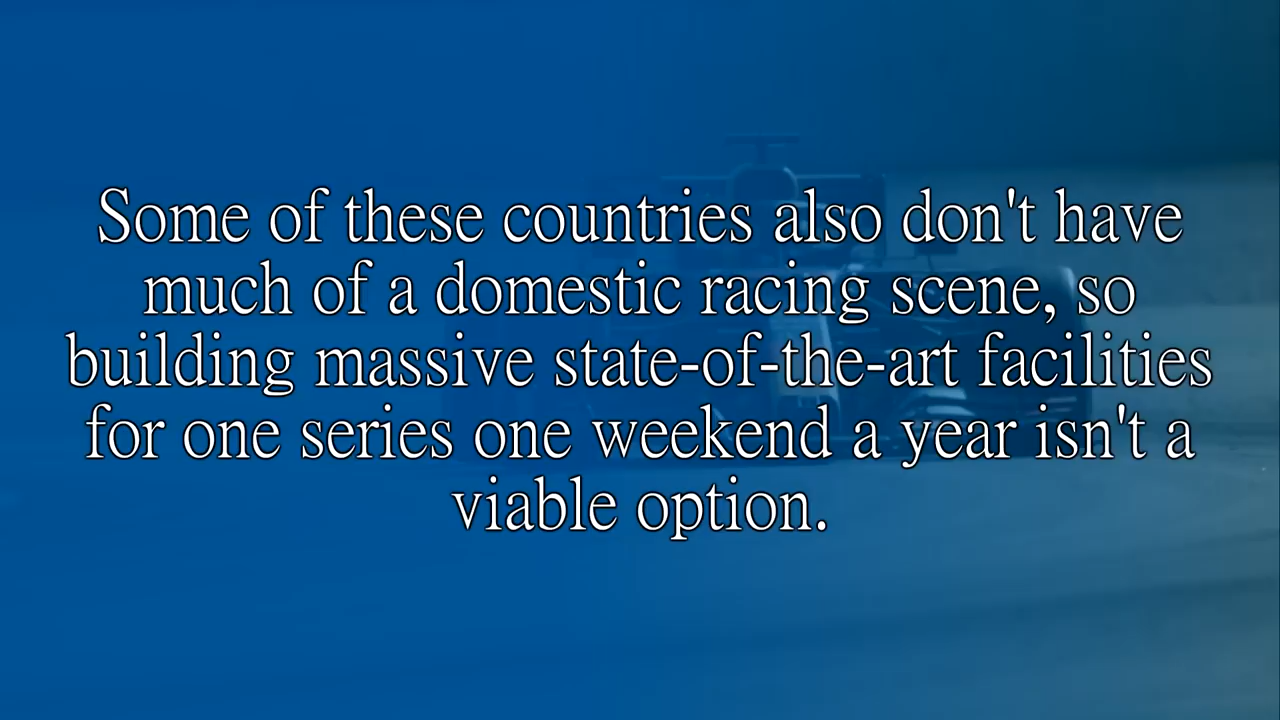 Some of these countries also don't have
much of a domestic racing scene, so
building massive state-of-the-art facilities
for one series one weekend a year isn't a
viable option.